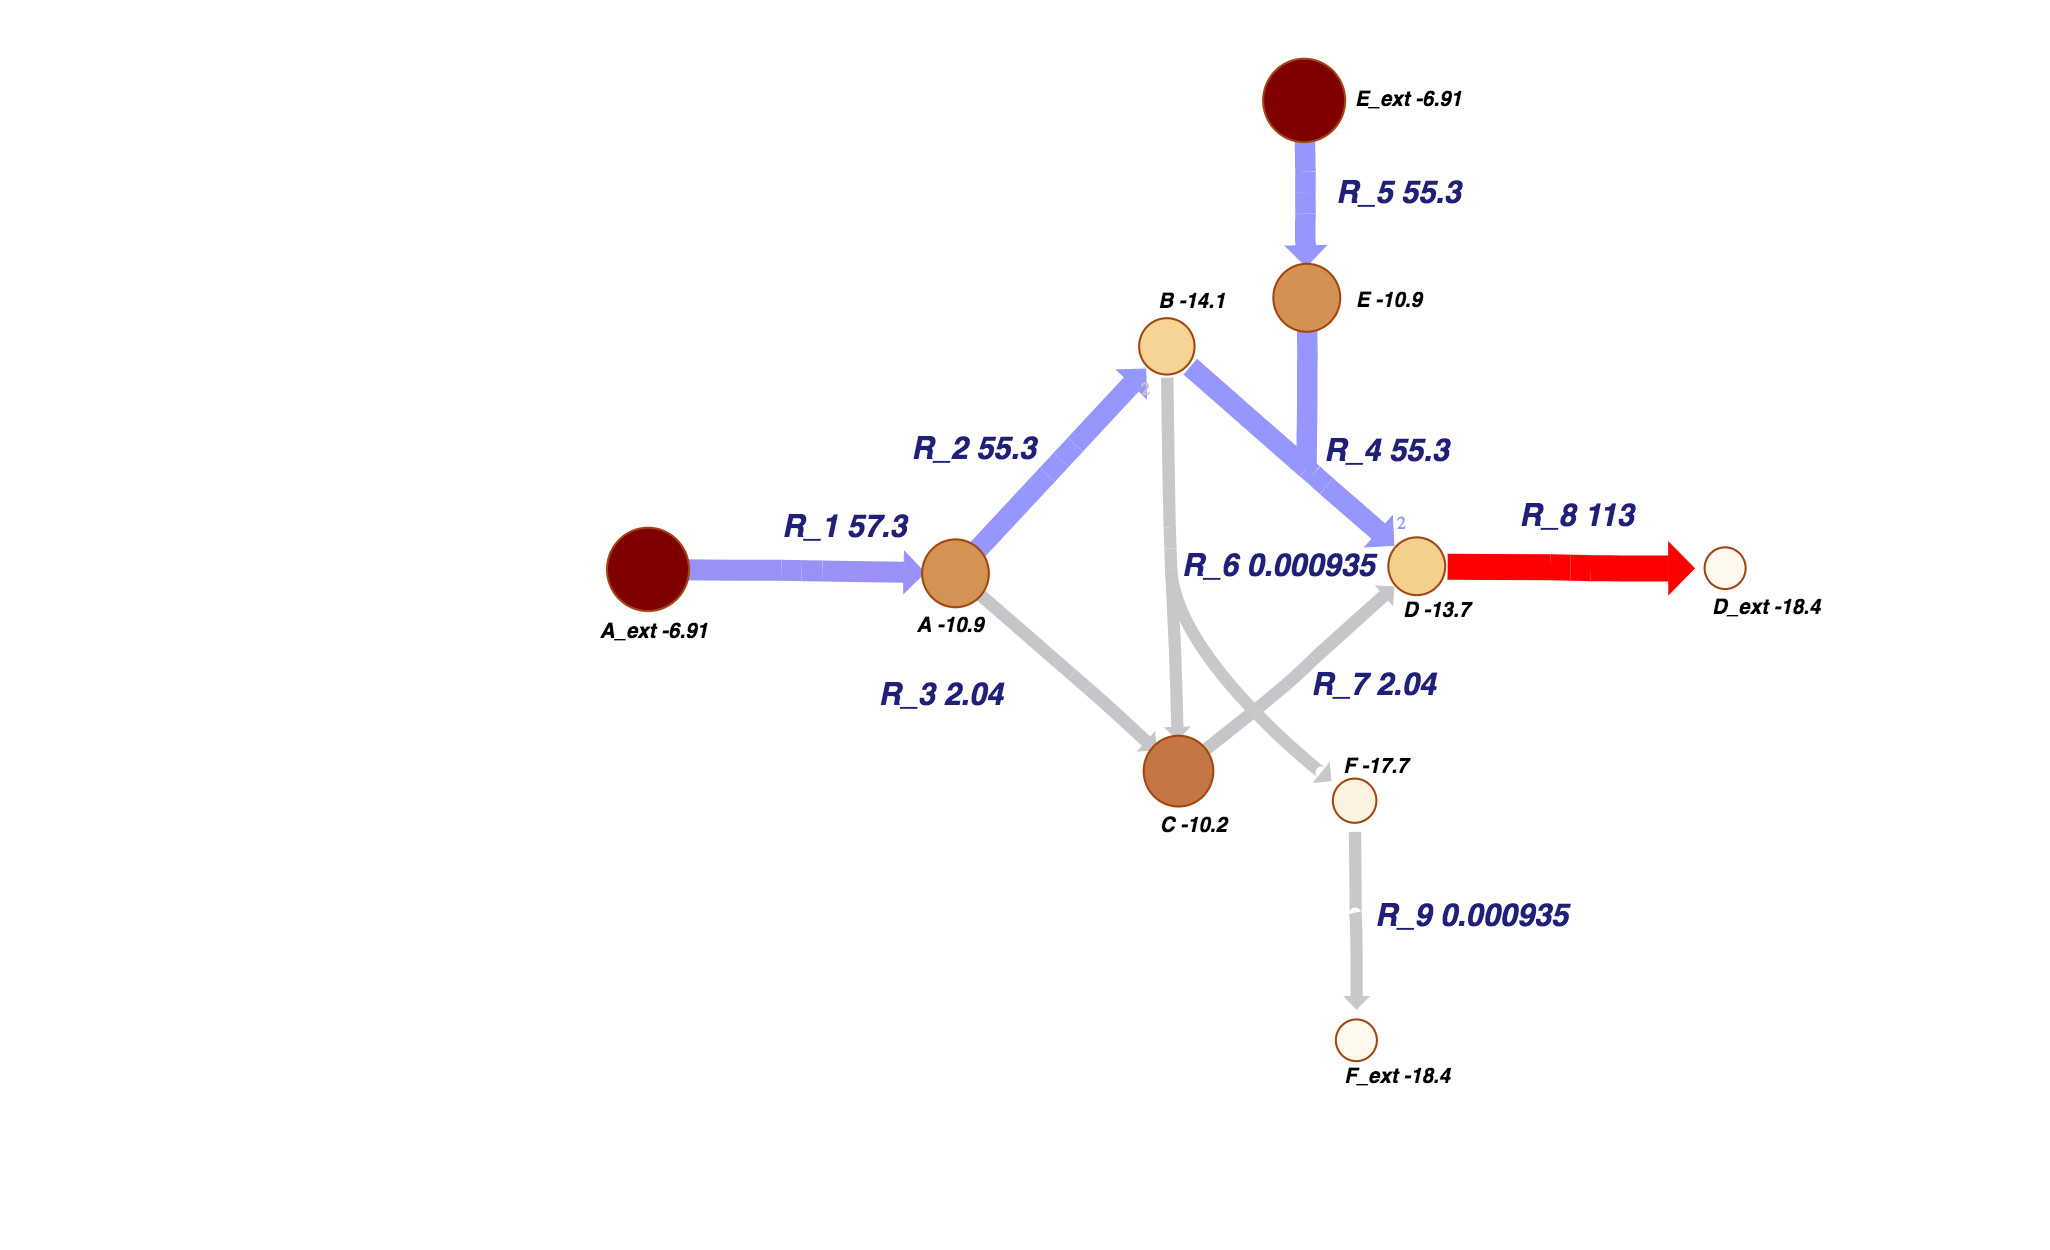 E_ext -6.91
R_5 55.3
B -14.1
E -10.9
2
R_2 55.3
R_4 55.3
R_1 57.3
2
R_8 113
R_6 0.000935
A_ext -6.91
A -10.9
D -13.7
D_ext -18.4
R_3 2.04
R_7 2.04
F -17.7
C -10.2
R_9 0.000935
F_ext -18.4